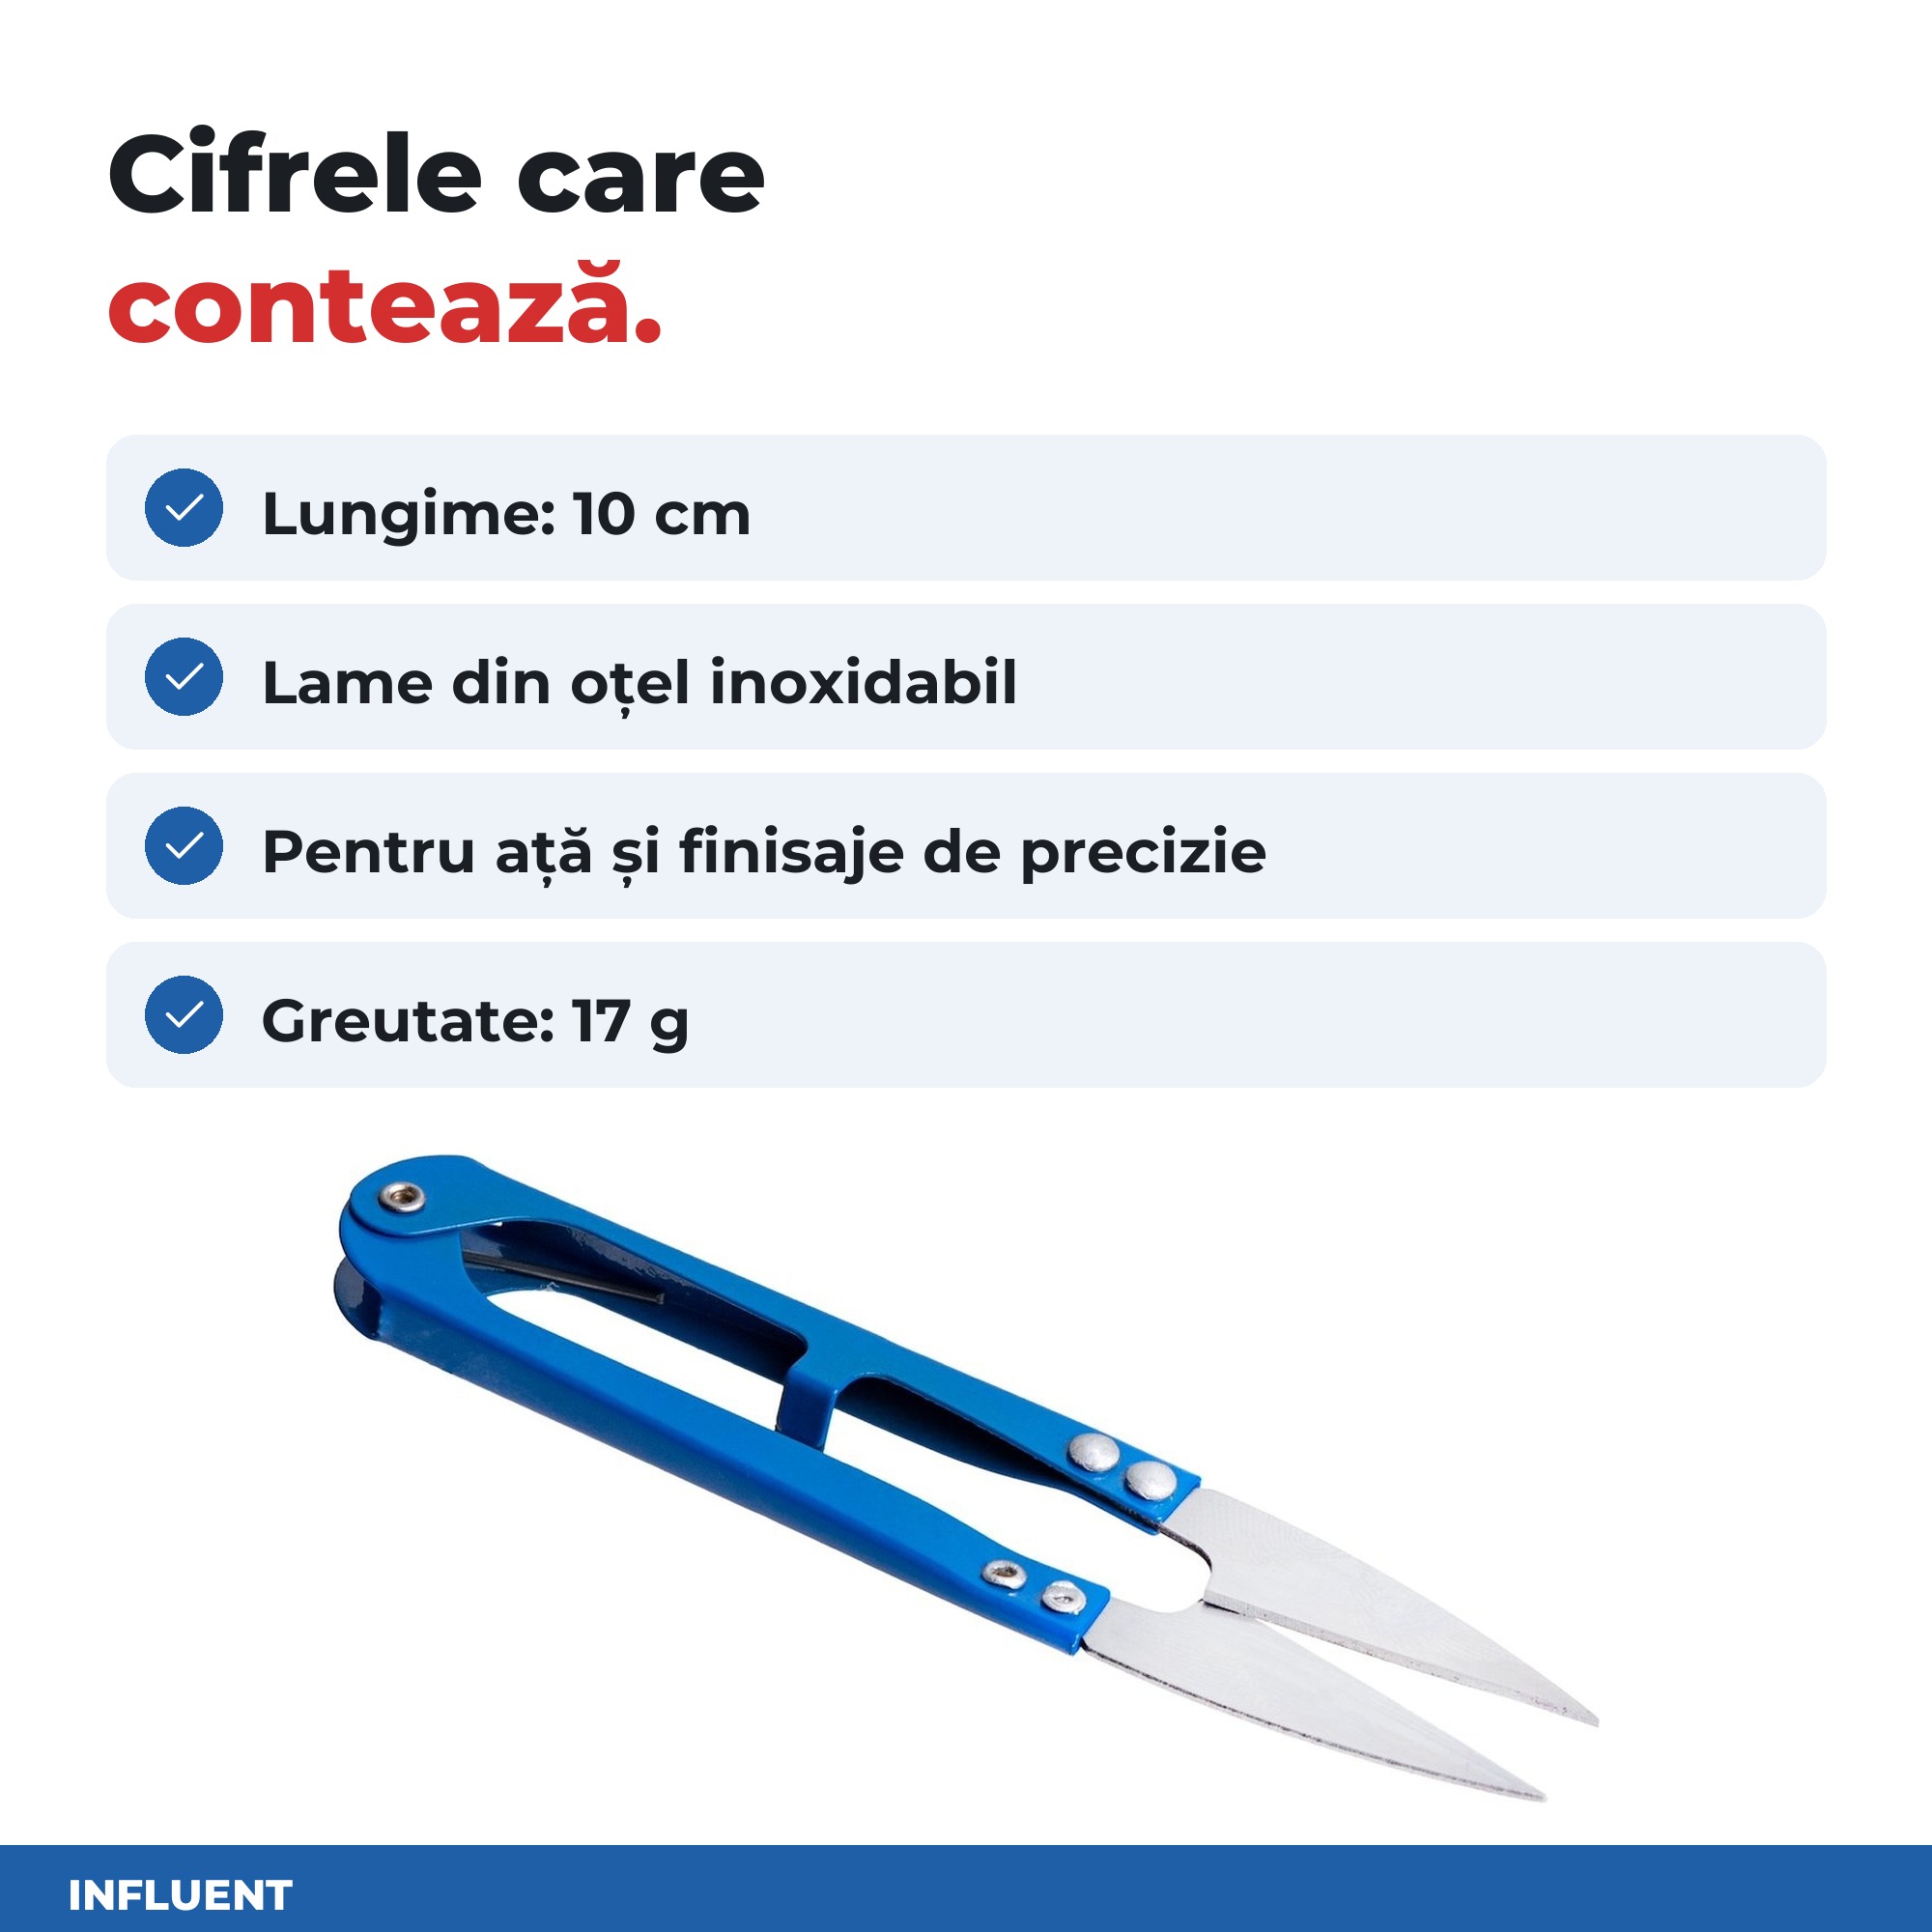 Cifrele care
contează.
Lungime: 10 cm
Lame din oțel inoxidabil
Pentru ață și finisaje de precizie
Greutate: 17 g
INFLUENT